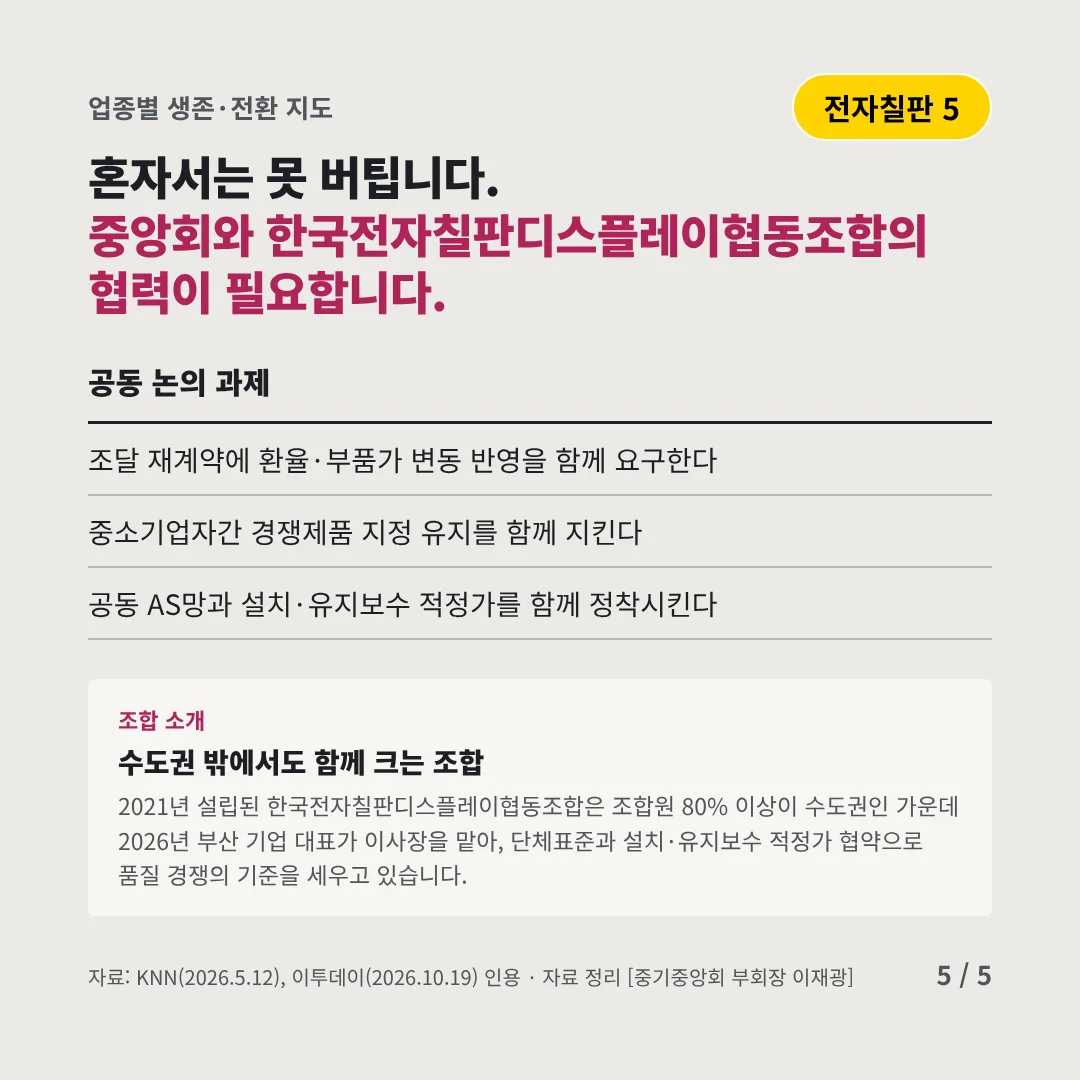 업종별 생존·전환 지도
전자칠판 5
혼자서는 못 버팁니다.
중앙회와 한국전자칠판디스플레이협동조합의
협력이 필요합니다.
공동 논의 과제
조달 재계약에 환율·부품가 변동 반영을 함께 요구한다
중소기업자간 경쟁제품 지정 유지를 함께 지킨다
공동 AS망과 설치·유지보수 적정가를 함께 정착시킨다
조합 소개
수도권 밖에서도 함께 크는 조합
2021년 설립된 한국전자칠판디스플레이협동조합은 조합원 80% 이상이 수도권인 가운데
2026년 부산 기업 대표가 이사장을 맡아, 단체표준과 설치·유지보수 적정가 협약으로
품질 경쟁의 기준을 세우고 있습니다.
자료: KNN(2026.5.12), 이투데이(2026.10.19) 인용 · 자료 정리 [중기중앙회 부회장 이재광]
5 / 5